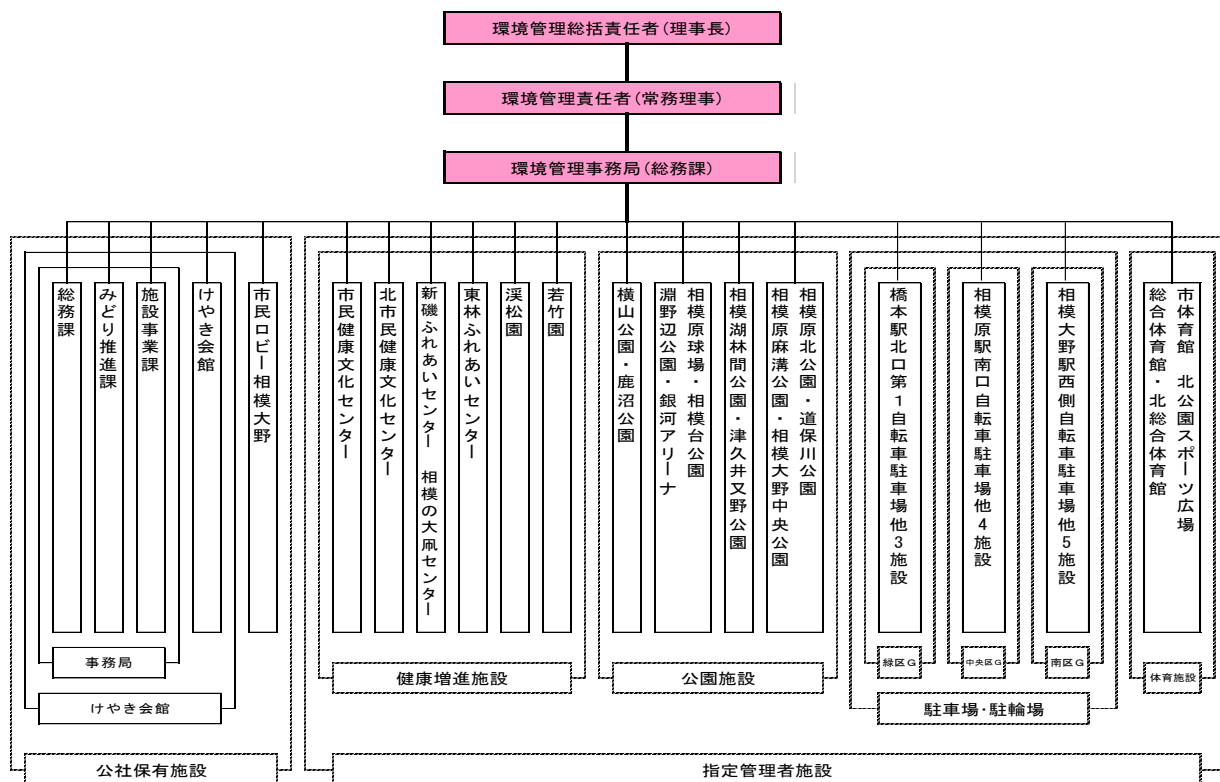 環境管理総括責任者(理事長)
環境管理責任者(常務理事)
環境管理事務局(総務課)
総務課
みどり推進課
施設事業課
けやき会館
市民ロビー相模大野
市民健康文化センター
北市民健康文化センター
新磯ふれあいセンター 相模の大凧センター
東林ふれあいセンター
渓松園
若竹園
横山公園・鹿沼公園
相模原球場・相模台公園
淵野辺公園・銀河アリーナ
相模湖林間公園・津久井又野公園
相模原北公園・道保川公園
相模原麻溝公園・相模大野中央公園
橋本駅北口第1自転車駐車場他3施設
相模原駅南口自転車駐車場他4施設
相模大野駅西側自転車駐車場他5施設
市体育館 北公園スポーツ広場
総合体育館・北総合体育館
事務局
けやき会館
公社保有施設
健康増進施設
公園施設
緑区G
中央区G
南区G
駐車場・駐輪場
体育施設
指定管理者施設